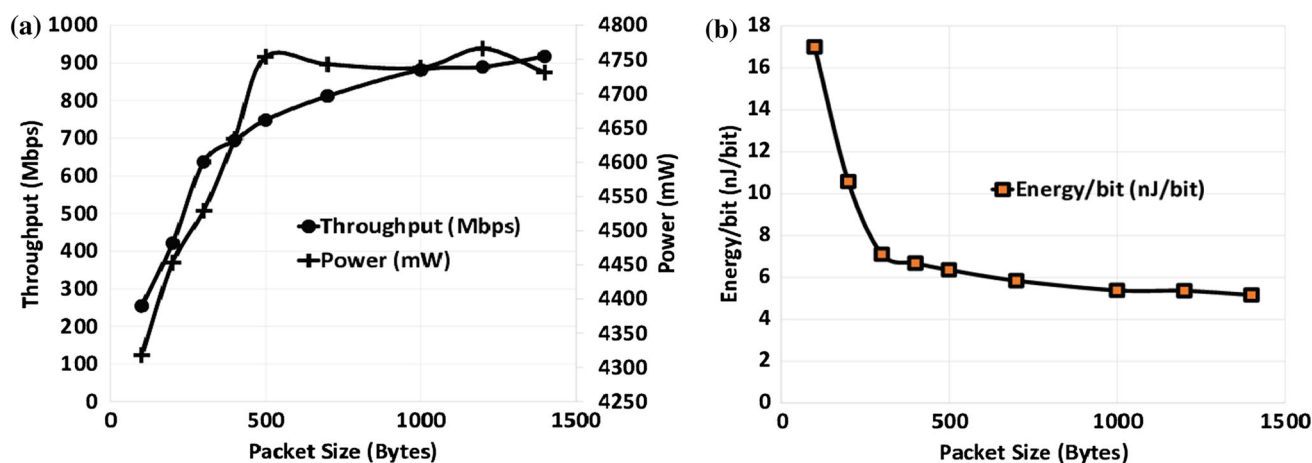 (a)
1000
900
800
700
600
500
400
300
200
100
0
Throughput (Mbps)
Throughput (Mbps)
Power (mW)
4800
4750
4700
4650
4600
4550
4500
4450
4400
4350
4300
4250
Power (mW)
0 500 1000 1500
Packet Size (Bytes)
(b)
18
16
14
12
10
8
6
4
2
0
Energy/bit (nJ/bit)
Energy/bit (nJ/bit)
0 500 1000 1500
Packet Size (Bytes)